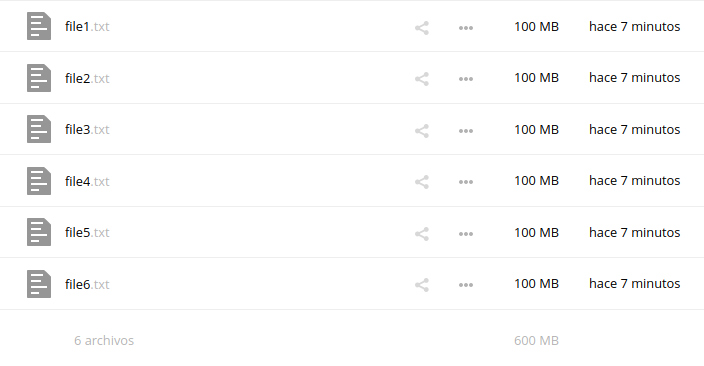 file1.txt 100 MB hace 7 minutos
file2.txt 100 MB hace 7 minutos
file3.txt 100 MB hace 7 minutos
file4.txt 100 MB hace 7 minutos
file5.txt 100 MB hace 7 minutos
file6.txt 100 MB hace 7 minutos
6 archivos 600 MB